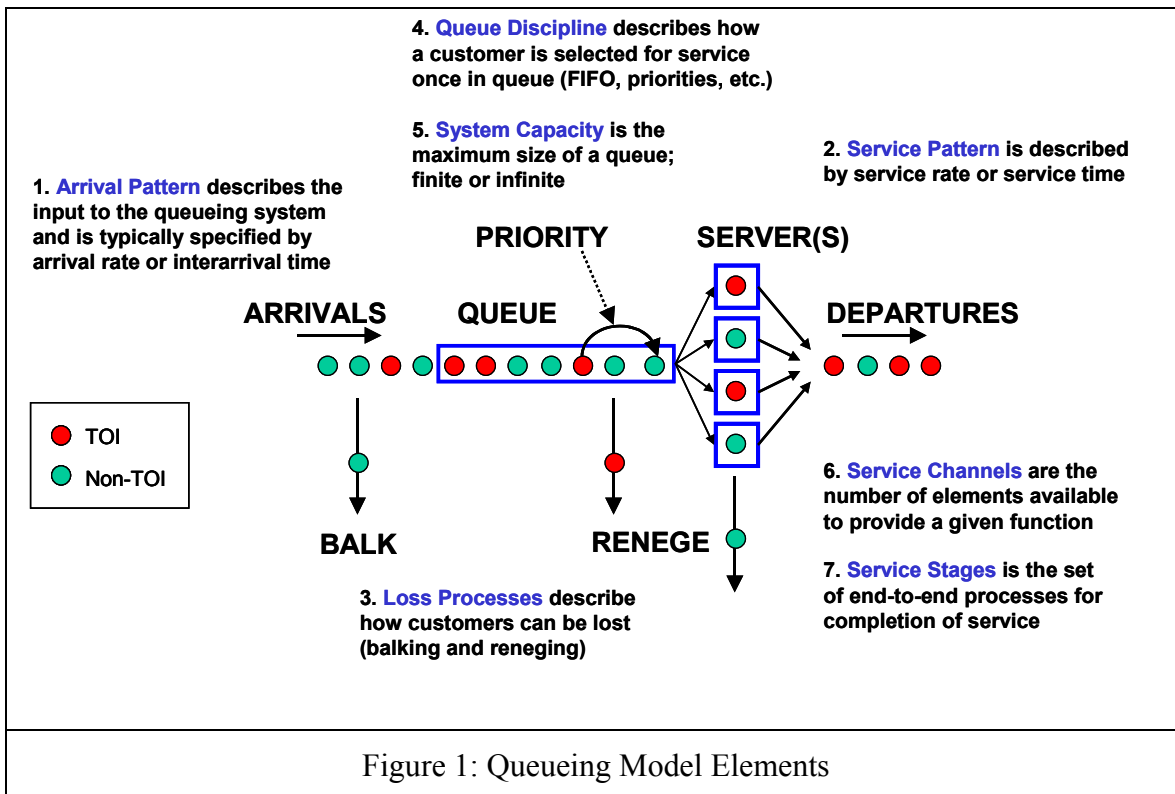 4. Queue Discipline describes how
a customer is selected for service
once in queue (FIFO, priorities, etc.)
5. System Capacity is the
maximum size of a queue;
finite or infinite
2. Service Pattern is described
by service rate or service time
1. Arrival Pattern describes the
input to the queueing system
and is typically specified by
arrival rate or interarrival time
PRIORITY
SERVER(S)
ARRIVALS
QUEUE
DEPARTURES
TOI
Non-TOI
BALK
RENEGE
6. Service Channels are the
number of elements available
to provide a given function
3. Loss Processes describe
how customers can be lost
(balking and reneging)
7. Service Stages is the set
of end-to-end processes for
completion of service
Figure 1: Queueing Model Elements